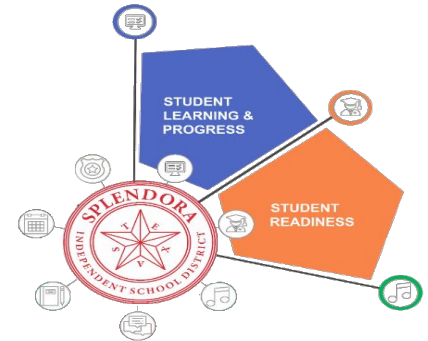 STUDENT
LEARNING &
PROGRESS
STUDENT
READINESS
SPLENDORA
INDEPENDENT SCHOOL DISTRICT
T E X A S